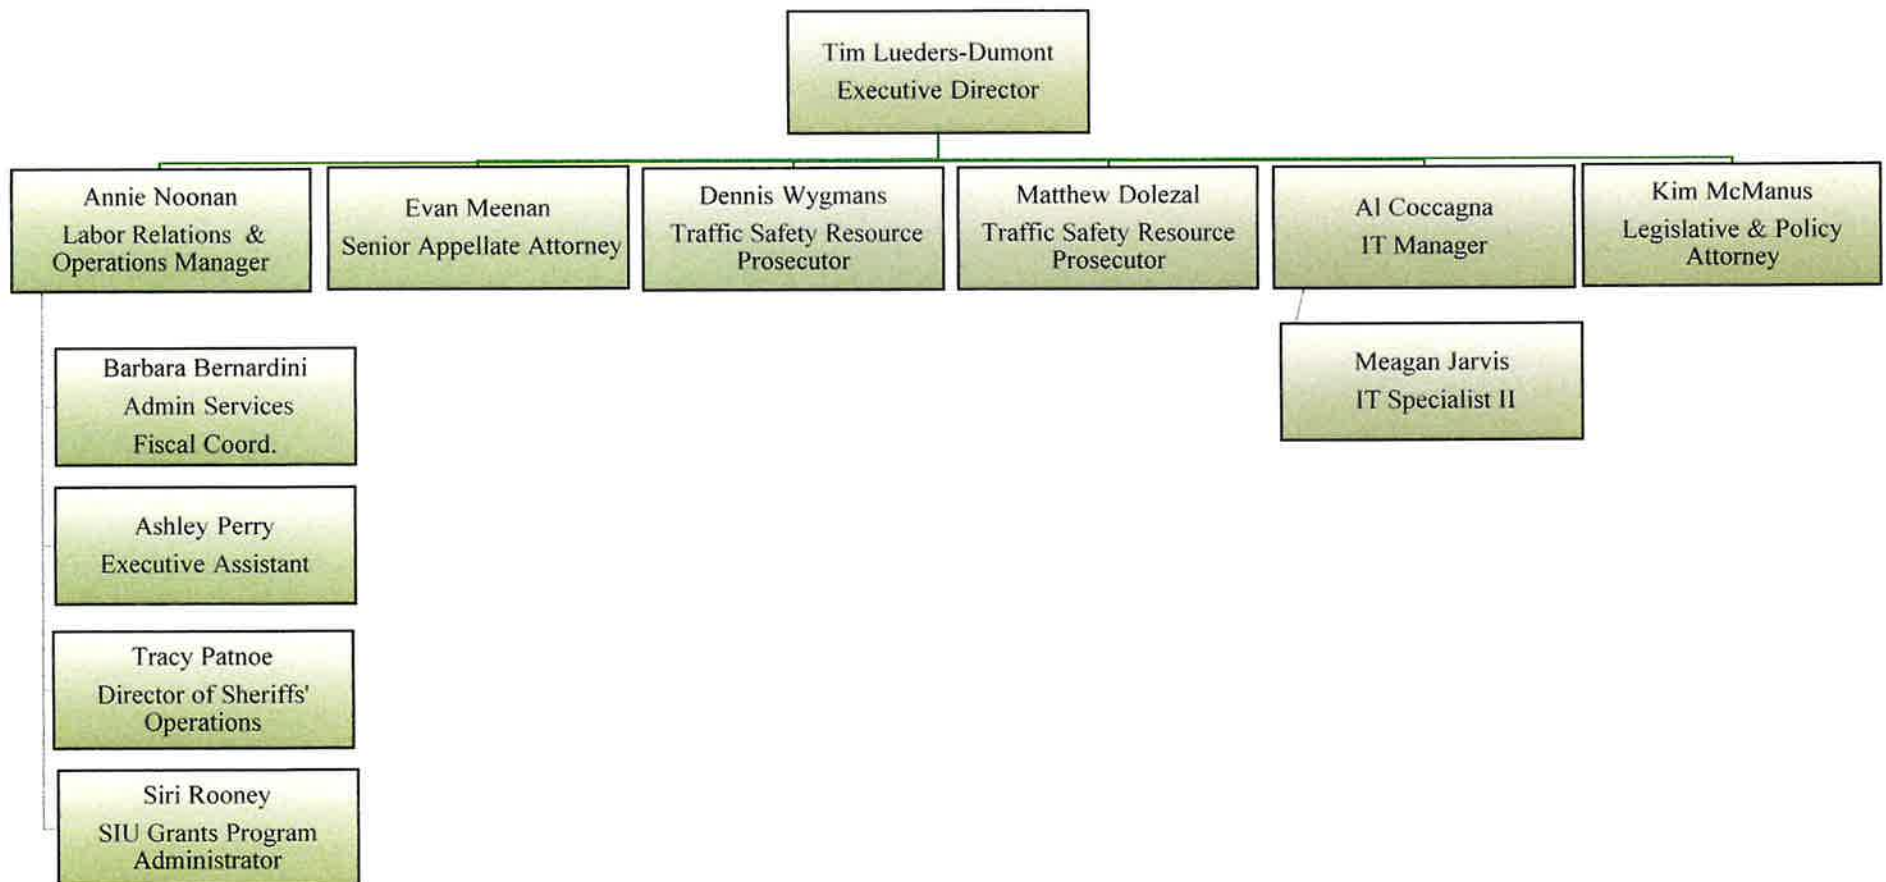 Tim Lueders-Dumont
Executive Director
Annie Noonan
Labor Relations &
Operations Manager
Evan Meenan
Senior Appellate Attorney
Dennis Wygmans
Traffic Safety Resource
Prosecutor
Matthew Dolezal
Traffic Safety Resource
Prosecutor
Al Coccagna
IT Manager
Kim McManus
Legislative & Policy
Attorney
Meagan Jarvis
IT Specialist II
Barbara Bernardini
Admin Services
Fiscal Coord.
Ashley Perry
Executive Assistant
Tracy Patnoe
Director of Sheriffs'
Operations
Siri Rooney
SIU Grants Program
Administrator